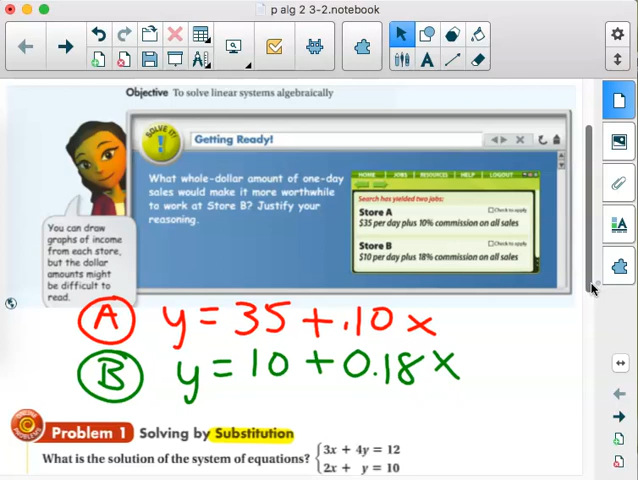 p alg 2 3-2.notebook
Objective To solve linear systems algebraically
SOLVE IT!
Getting Ready!
What whole-dollar amount of one-day
sales would make it more worthwhile
to work at Store B? Justify your
reasoning.
HOME JOBS RESOURCES HELP LOGOUT
Search has yielded two jobs:
Store A
Check to apply
$35 per day plus 10% commission on all sales
Store B
Check to apply
$10 per day plus 18% commission on all sales
You can draw
graphs of income
from each store,
but the dollar
amounts might
be difficult to
read.
A y = 35 + .10x
B y = 10 + 0.18x
Problem 1 Solving by Substitution
What is the solution of the system of equations? { 3x + 4y = 12
2x + y = 10